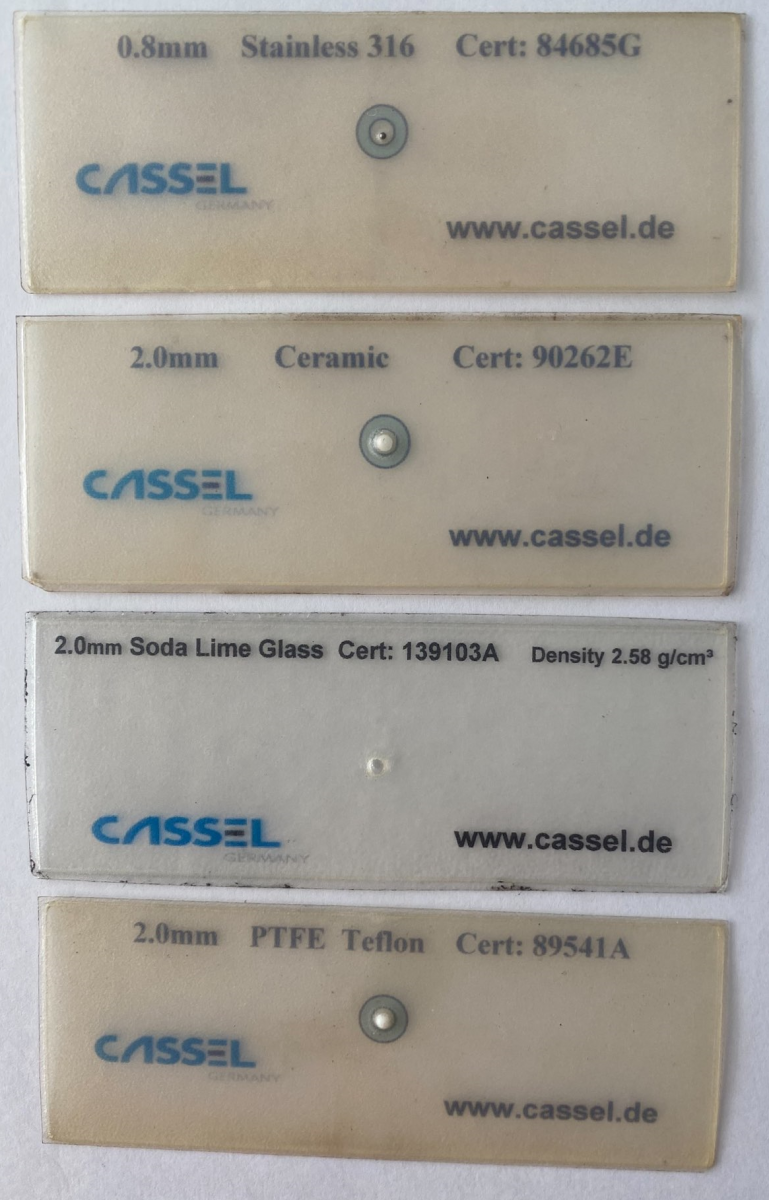 0.8mm Stainless 316 Cert: 84685G
CASSEL
GERMANY
www.cassel.de
2.0mm Ceramic Cert: 90262E
CASSEL
GERMANY
www.cassel.de
2.0mm Soda Lime Glass Cert: 139103A Density 2.58 g/cm³
CASSEL
GERMANY
www.cassel.de
2.0mm PTFE Teflon Cert: 89541A
CASSEL
GERMANY
www.cassel.de